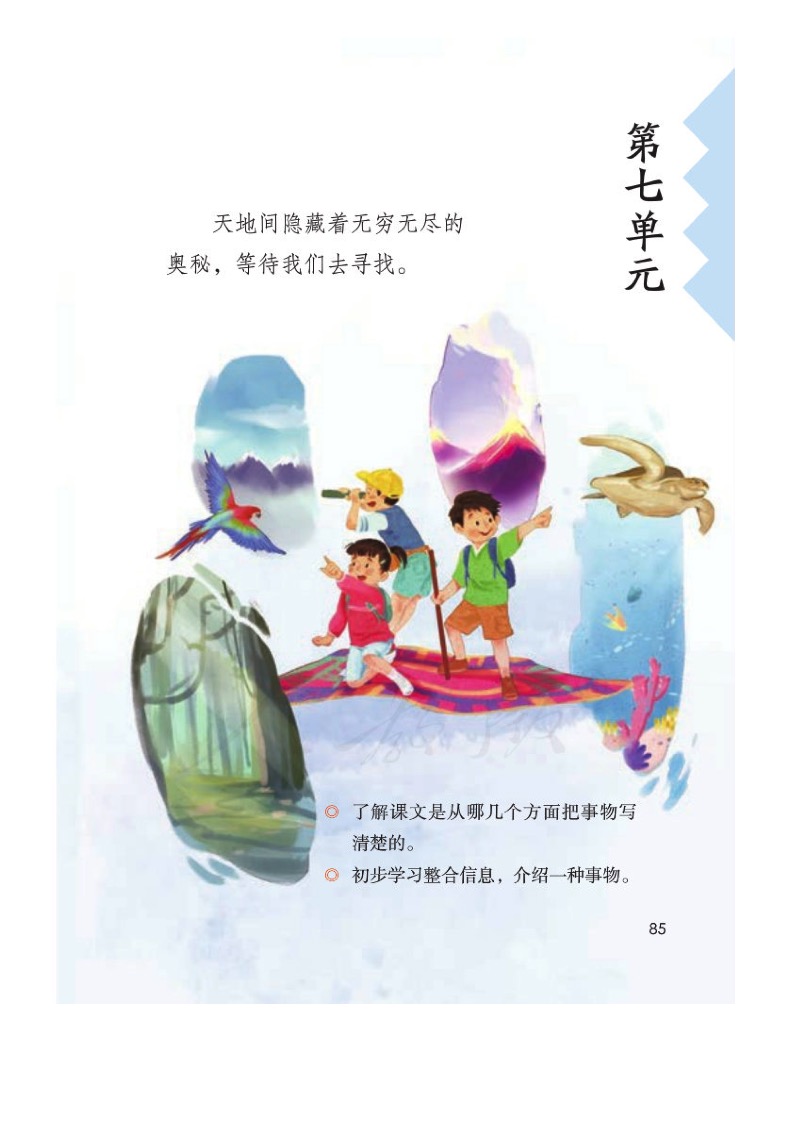 第七单元
天地间隐藏着无穷无尽的
奥秘，等待我们去寻找。
◎ 了解课文是从哪几个方面把事物写
清楚的。
◎ 初步学习整合信息，介绍一种事物。
85